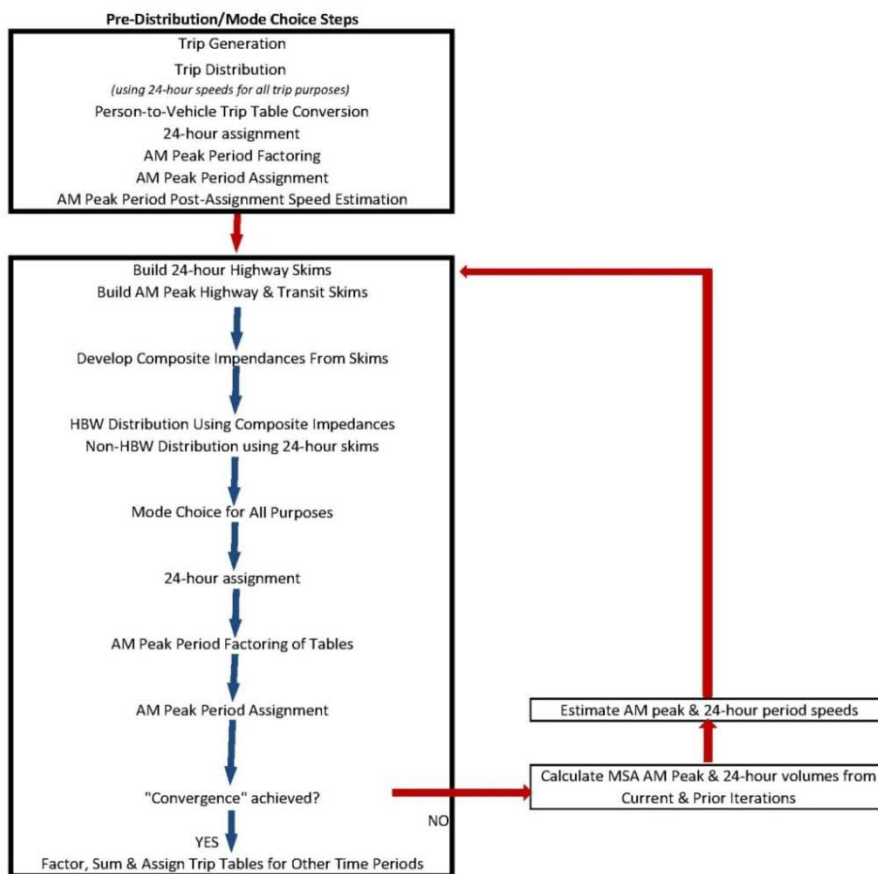 Pre-Distribution/Mode Choice Steps
Trip Generation
Trip Distribution
(using 24-hour speeds for all trip purposes)
Person-to-Vehicle Trip Table Conversion
24-hour assignment
AM Peak Period Factoring
AM Peak Period Assignment
AM Peak Period Post-Assignment Speed Estimation
Build 24-hour Highway Skims
Build AM Peak Highway & Transit Skims
Develop Composite Impendances From Skims
HBW Distribution Using Composite Impedances
Non-HBW Distribution using 24-hour skims
Mode Choice for All Purposes
24-hour assignment
AM Peak Period Factoring of Tables
AM Peak Period Assignment
"Convergence" achieved?
NO
YES
Factor, Sum & Assign Trip Tables for Other Time Periods
Calculate MSA AM Peak & 24-hour volumes from
Current & Prior Iterations
Estimate AM peak & 24-hour period speeds